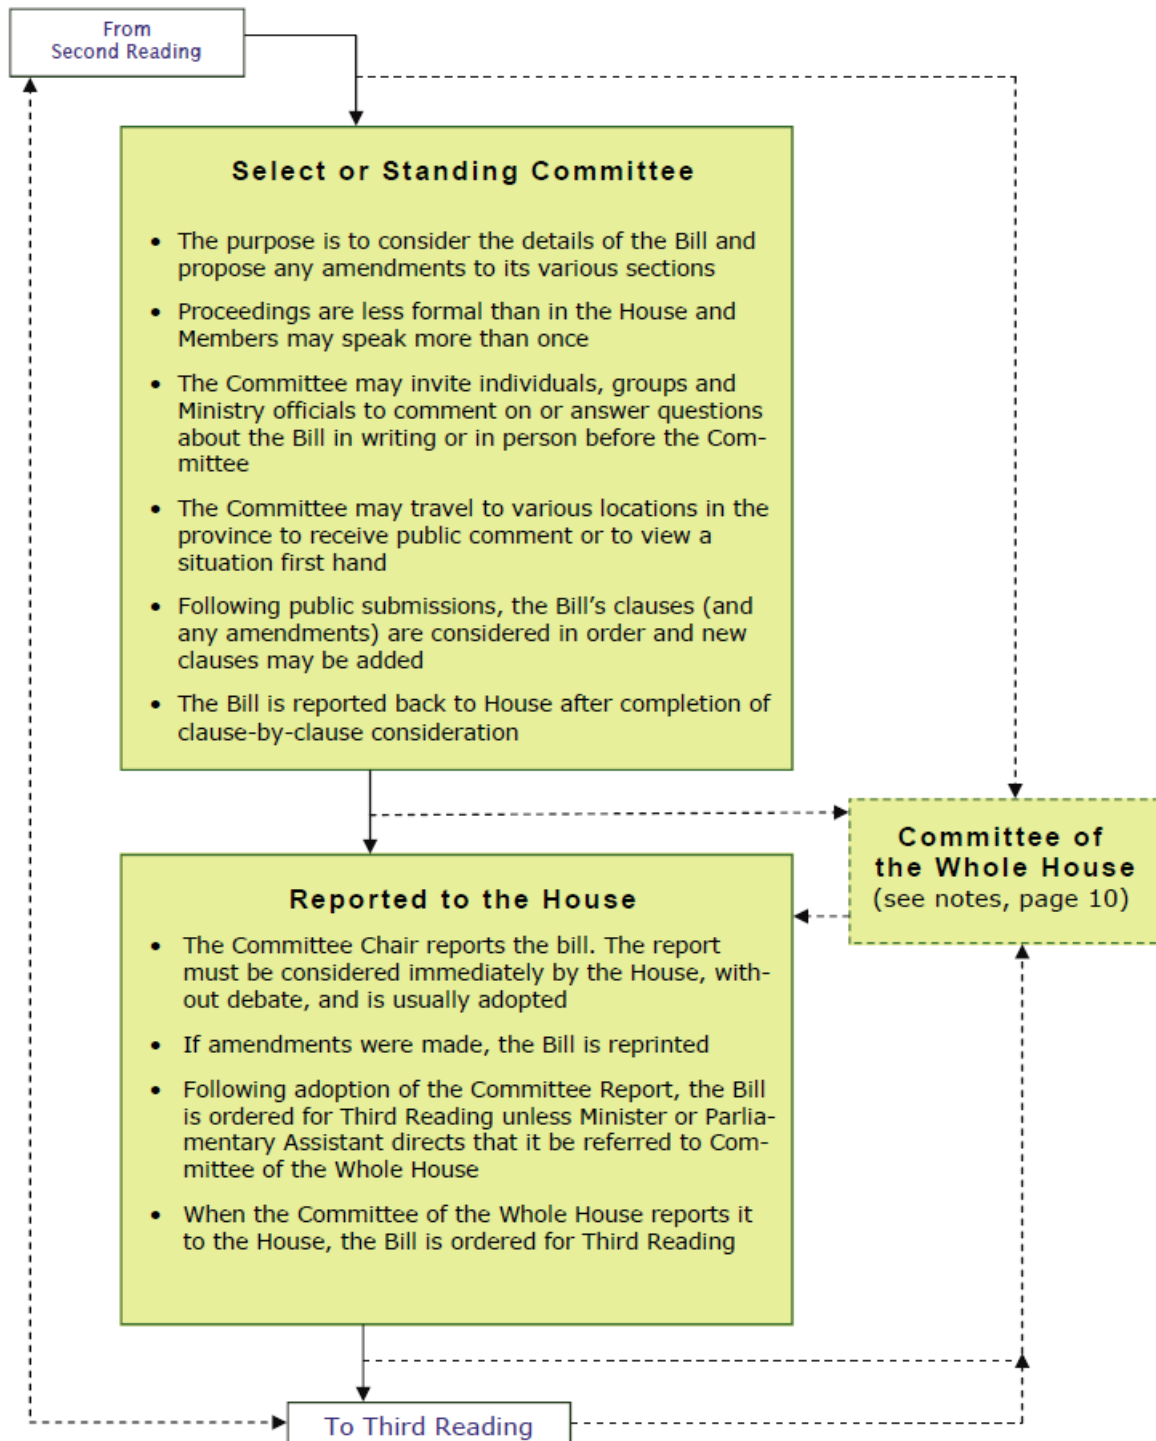 From
Second Reading
Select or Standing Committee
• The purpose is to consider the details of the Bill and
propose any amendments to its various sections
• Proceedings are less formal than in the House and
Members may speak more than once
• The Committee may invite individuals, groups and
Ministry officials to comment on or answer questions
about the Bill in writing or in person before the Com-
mittee
• The Committee may travel to various locations in the
province to receive public comment or to view a
situation first hand
• Following public submissions, the Bill’s clauses (and
any amendments) are considered in order and new
clauses may be added
• The Bill is reported back to House after completion of
clause-by-clause consideration
Committee of
the Whole House
(see notes, page 10)
Reported to the House
• The Committee Chair reports the bill. The report
must be considered immediately by the House, with-
out debate, and is usually adopted
• If amendments were made, the Bill is reprinted
• Following adoption of the Committee Report, the Bill
is ordered for Third Reading unless Minister or Parlia-
mentary Assistant directs that it be referred to Com-
mittee of the Whole House
• When the Committee of the Whole House reports it
to the House, the Bill is ordered for Third Reading
To Third Reading